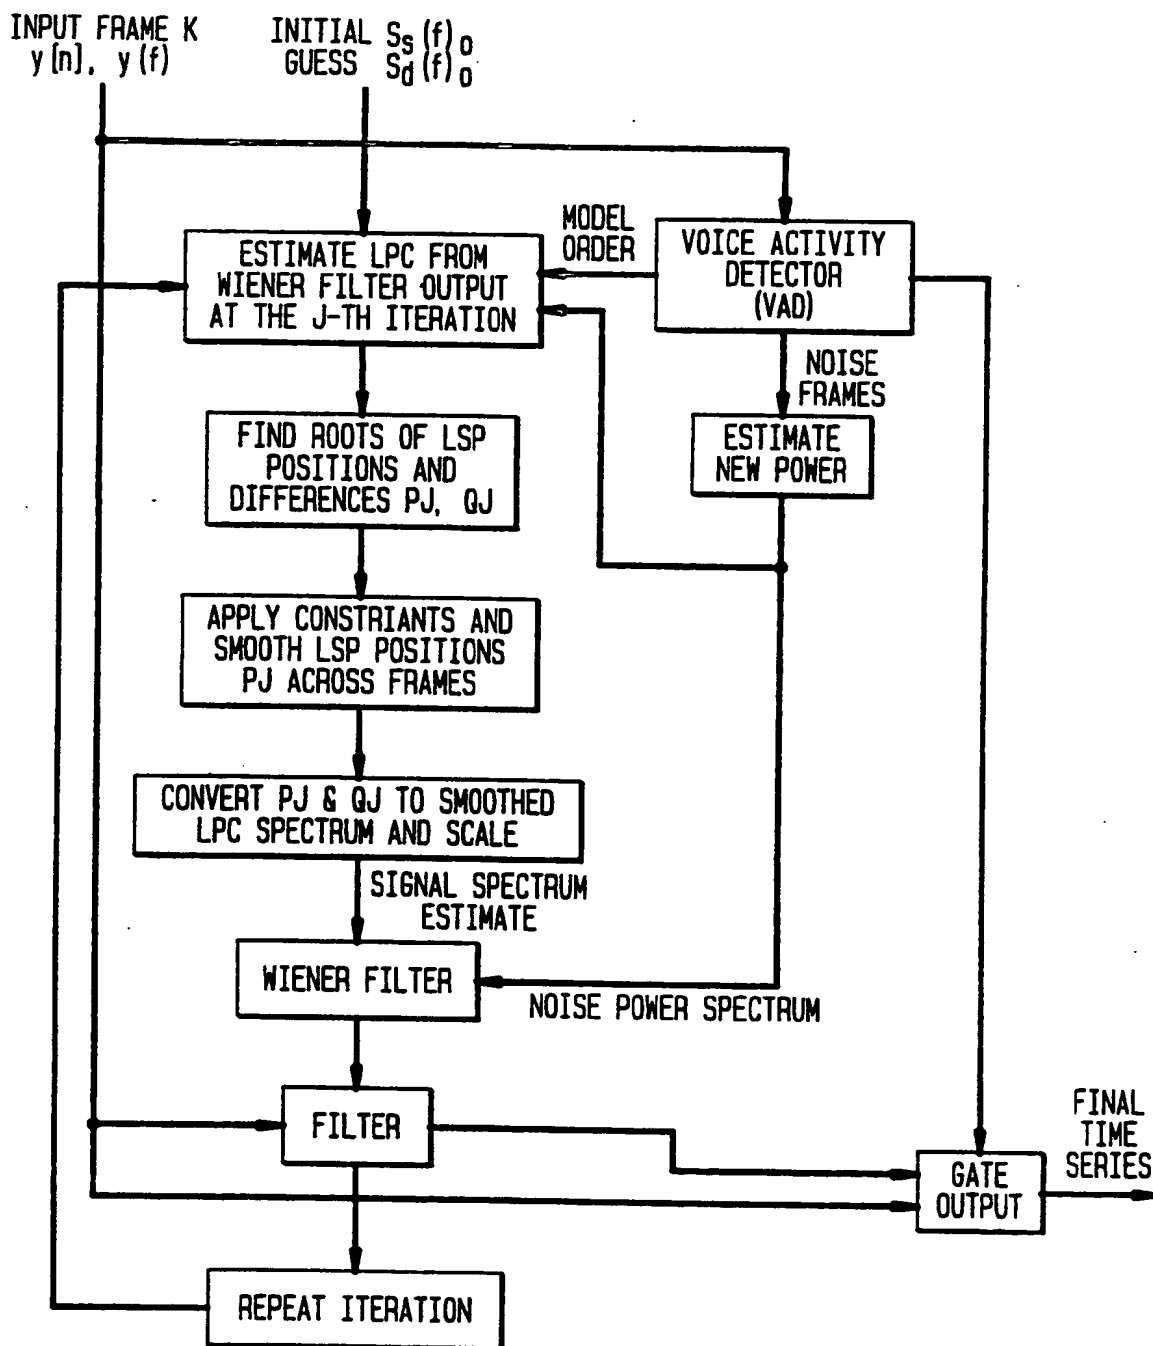 INPUT FRAME K
y[n], y(f)
INITIAL Ss(f)0
GUESS Sd(f)0
MODEL
ORDER
VOICE ACTIVITY
DETECTOR
(VAD)
ESTIMATE LPC FROM
WIENER FILTER OUTPUT
AT THE J-TH ITERATION
NOISE
FRAMES
FIND ROOTS OF LSP
POSITIONS AND
DIFFERENCES PJ, QJ
ESTIMATE
NEW POWER
APPLY CONSTRIANTS AND
SMOOTH LSP POSITIONS
PJ ACROSS FRAMES
CONVERT PJ & QJ TO SMOOTHED
LPC SPECTRUM AND SCALE
SIGNAL SPECTRUM
ESTIMATE
WIENER FILTER
NOISE POWER SPECTRUM
FILTER
FINAL
TIME
SERIES
GATE
OUTPUT
REPEAT ITERATION